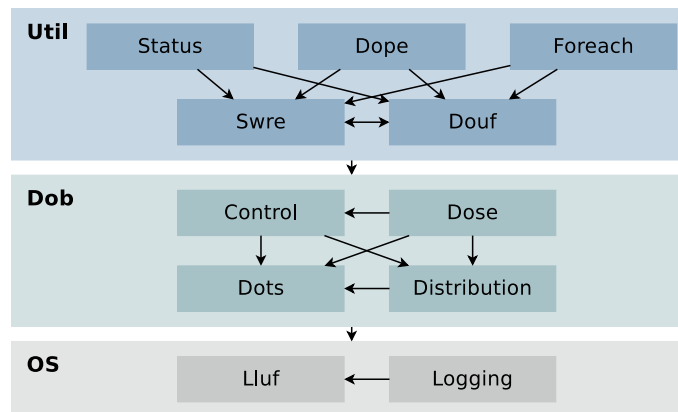 Util
Status Dope Foreach
Swre Douf
Dob
Control Dose
Dots Distribution
OS
Lluf Logging